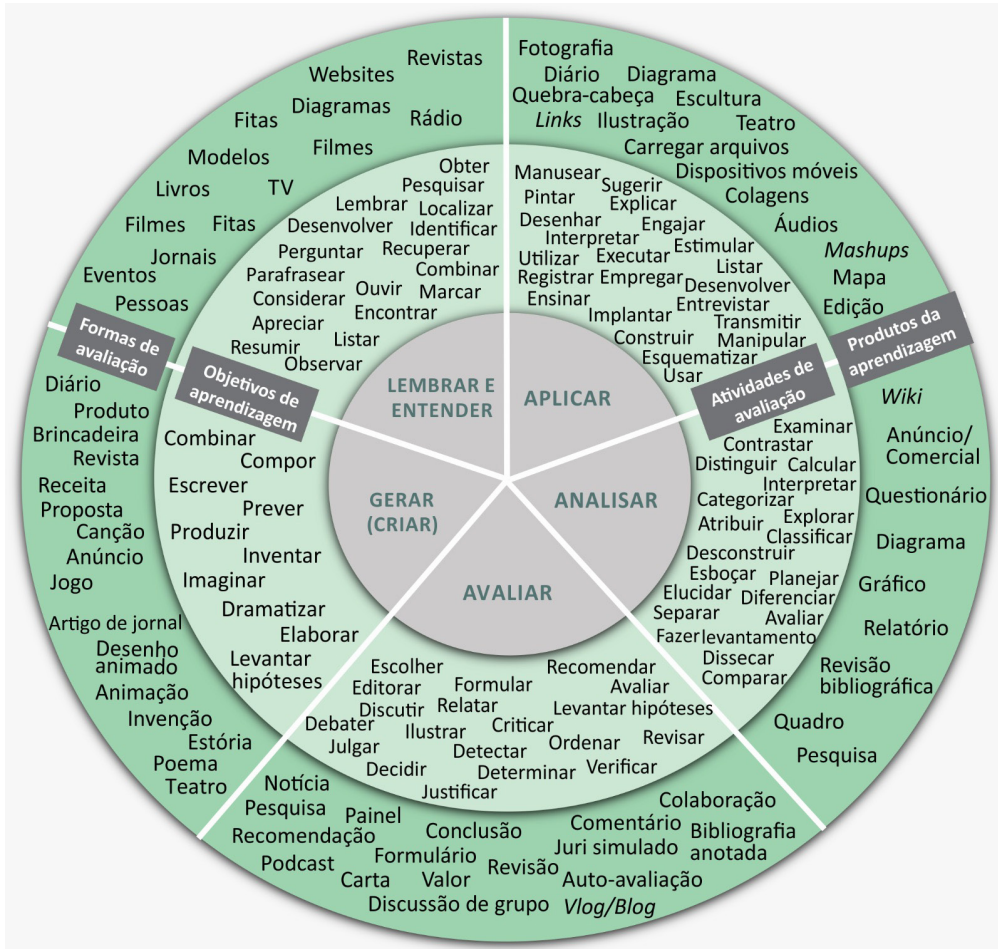 Revistas
Websites
Diagramas
Fitas
Rádio
Filmes
Modelos
Livros
TV
Filmes
Fitas
Jornais
Eventos
Pessoas
Fotografia
Diário
Diagrama
Quebra-cabeça
Escultura
Links
Ilustração
Teatro
Carregar arquivos
Dispositivos móveis
Colagens
Áudios
Mashups
Mapa
Edição
Obter
Pesquisar
Lembrar
Localizar
Desenvolver
Identificar
Perguntar
Recuperar
Parafrasear
Combinar
Considerar
Ouvir
Marcar
Apreciar
Encontrar
Resumir
Listar
Observar
Manusear
Sugerir
Pintar
Explicar
Desenhar
Engajar
Interpretar
Estimular
Utilizar
Executar
Listar
Registrar
Empregar
Desenvolver
Ensinar
Entrevistar
Implantar
Transmitir
Construir
Manipular
Esquematizar
Usar
Formas de
avaliação
Objetivos de
aprendizagem
Atividades de
avaliação
Produtos da
aprendizagem
LEMBRAR E
ENTENDER
APLICAR
GERAR
(CRIAR)
ANALISAR
AVALIAR
Diário
Produto
Brincadeira
Revista
Receita
Proposta
Canção
Anúncio
Jogo
Artigo de jornal
Desenho
animado
Animação
Invenção
Estória
Poema
Teatro
Combinar
Compor
Escrever
Prever
Produzir
Inventar
Imaginar
Dramatizar
Elaborar
Levantar
hipóteses
Examinar
Contrastar
Distinguir
Calcular
Interpretar
Categorizar
Explorar
Atribuir
Classificar
Desconstruir
Esboçar
Planejar
Elucidar
Diferenciar
Separar
Avaliar
Fazer levantamento
Dissecar
Comparar
Wiki
Anúncio/
Comercial
Questionário
Diagrama
Gráfico
Relatório
Revisão
bibliográfica
Quadro
Pesquisa
Escolher
Recomendar
Editorar
Formular
Avaliar
Discutir
Relatar
Levantar hipóteses
Debater
Ilustrar
Criticar
Revisar
Julgar
Detectar
Ordenar
Decidir
Determinar
Verificar
Justificar
Notícia
Colaboração
Pesquisa
Painel
Comentário
Recomendação
Conclusão
Bibliografia
anotada
Juri simulado
Podcast
Formulário
Revisão
Carta
Valor
Auto-avaliação
Discussão de grupo
Vlog/Blog